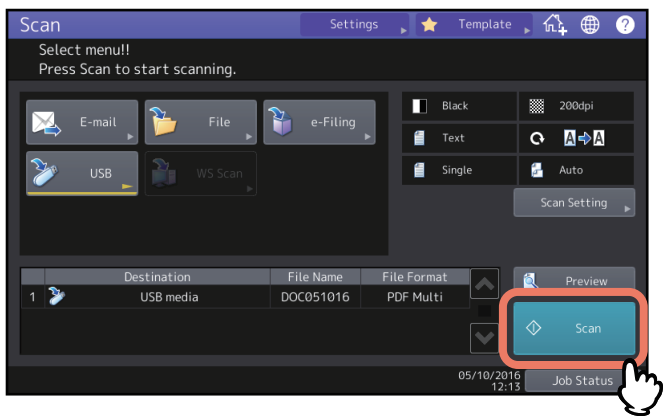 Scan
Settings
Template
?
Select menu!!
Press Scan to start scanning.
E-mail
File
e-Filing
USB
WS Scan
Black
200dpi
Text
A A
Single
Auto
Scan Setting
Destination File Name File Format
1 USB media DOC051016 PDF Multi
Preview
Scan
05/10/2016
12:13
Job Status